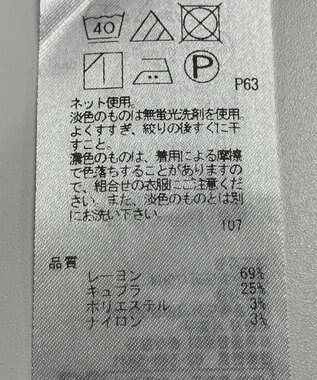 40
P
P63
ネット使用。
淡色のものは無蛍光洗剤を使用。
よくすすぎ、絞りの後すぐに干
すこと。
濃色のものは、着用による摩擦
で色落ちすることがありますの
で、組合せの衣服にご注意くだ
さい。また、淡色のものとは別
にお洗い下さい。
107
品質
レーヨン 69%
キュプラ 25%
ポリエステル 3%
ナイロン 3%